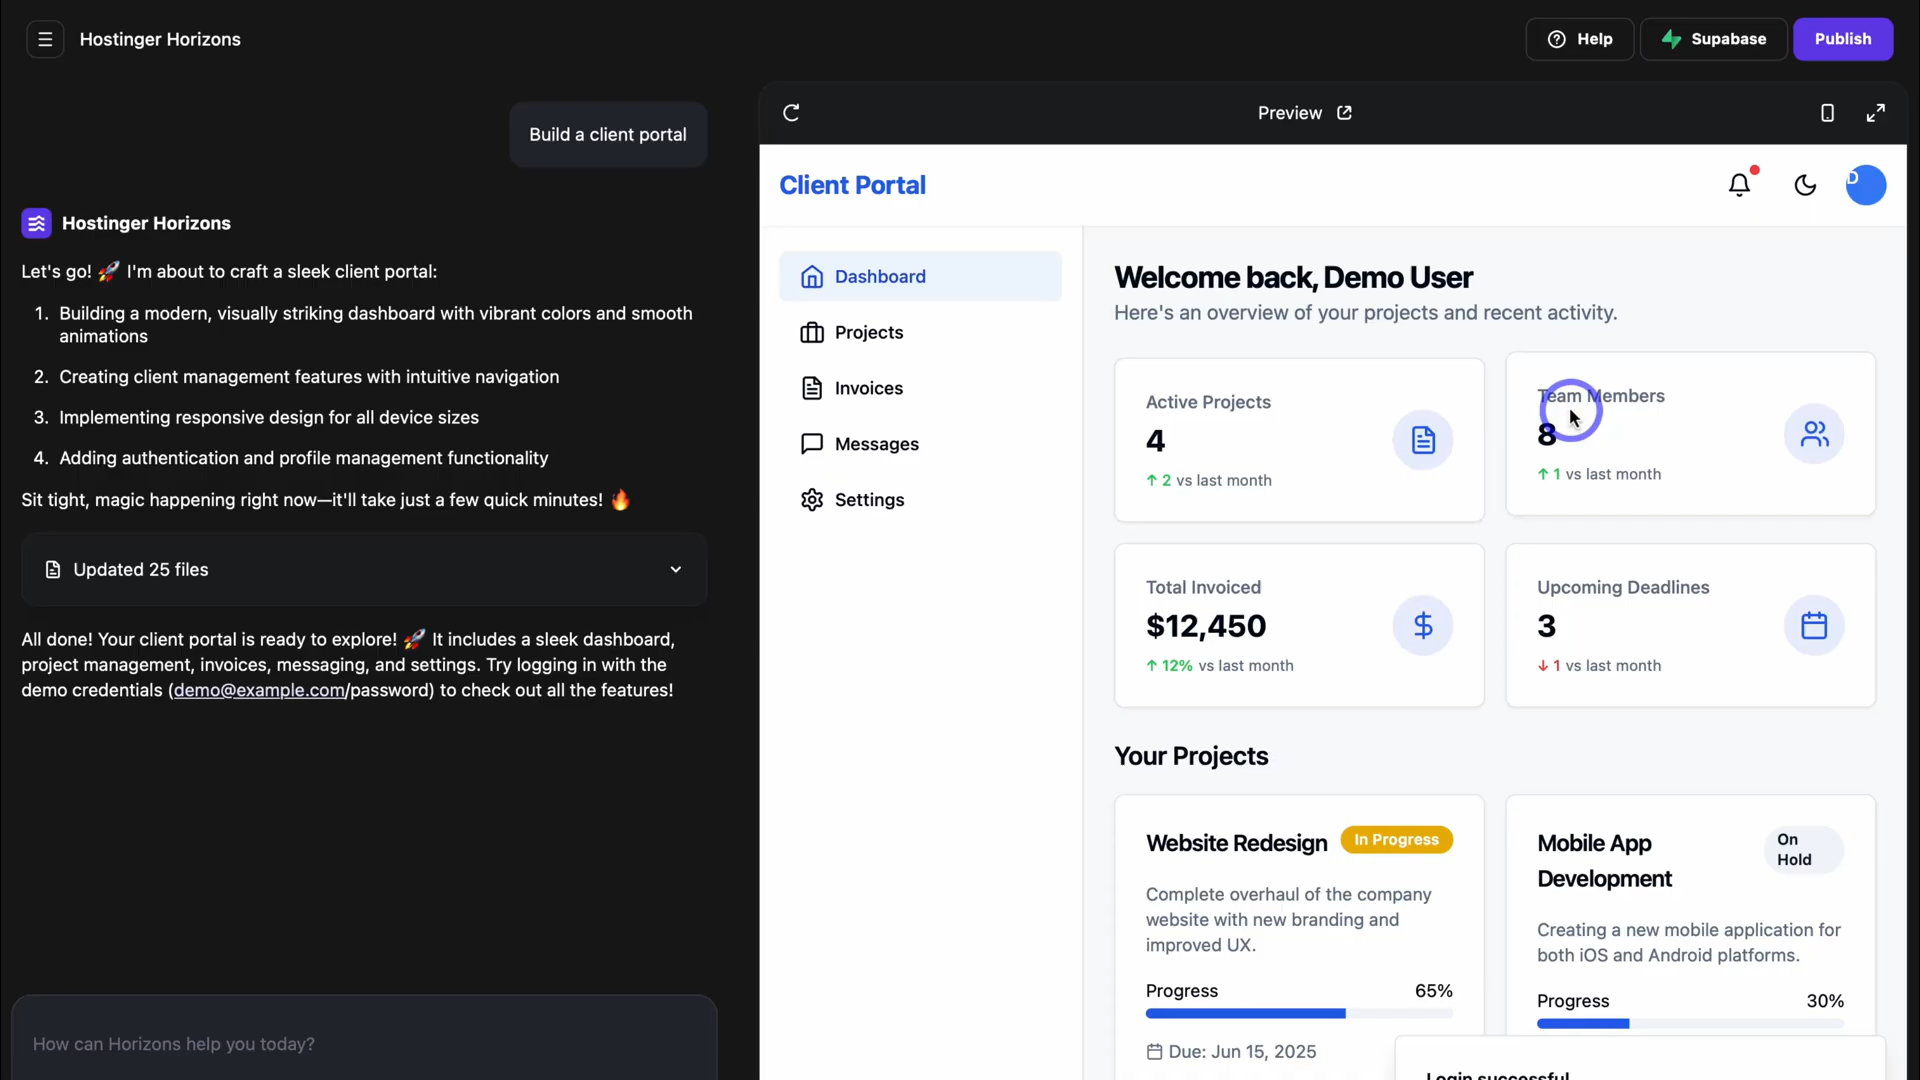 Hostinger Horizons
Help
Supabase
Publish
Build a client portal
Hostinger Horizons
Let's go! 🚀 I'm about to craft a sleek client portal:
1. Building a modern, visually striking dashboard with vibrant colors and smooth
animations
2. Creating client management features with intuitive navigation
3. Implementing responsive design for all device sizes
4. Adding authentication and profile management functionality
Sit tight, magic happening right now—it'll take just a few quick minutes! 🔥
Updated 25 files
All done! Your client portal is ready to explore! 🚀 It includes a sleek dashboard,
project management, invoices, messaging, and settings. Try logging in with the
demo credentials (demo@example.com/password) to check out all the features!
How can Horizons help you today?
Preview
Client Portal
D
Dashboard
Projects
Invoices
Messages
Settings
Welcome back, Demo User
Here's an overview of your projects and recent activity.
Active Projects
4
↑ 2 vs last month
Team Members
8
↑ 1 vs last month
Total Invoiced
$12,450
↑ 12% vs last month
Upcoming Deadlines
3
↓ 1 vs last month
Your Projects
Website Redesign
In Progress
Complete overhaul of the company
website with new branding and
improved UX.
Progress 65%
Due: Jun 15, 2025
Mobile App
Development
On
Hold
Creating a new mobile application for
both iOS and Android platforms.
Progress 30%
Login successful